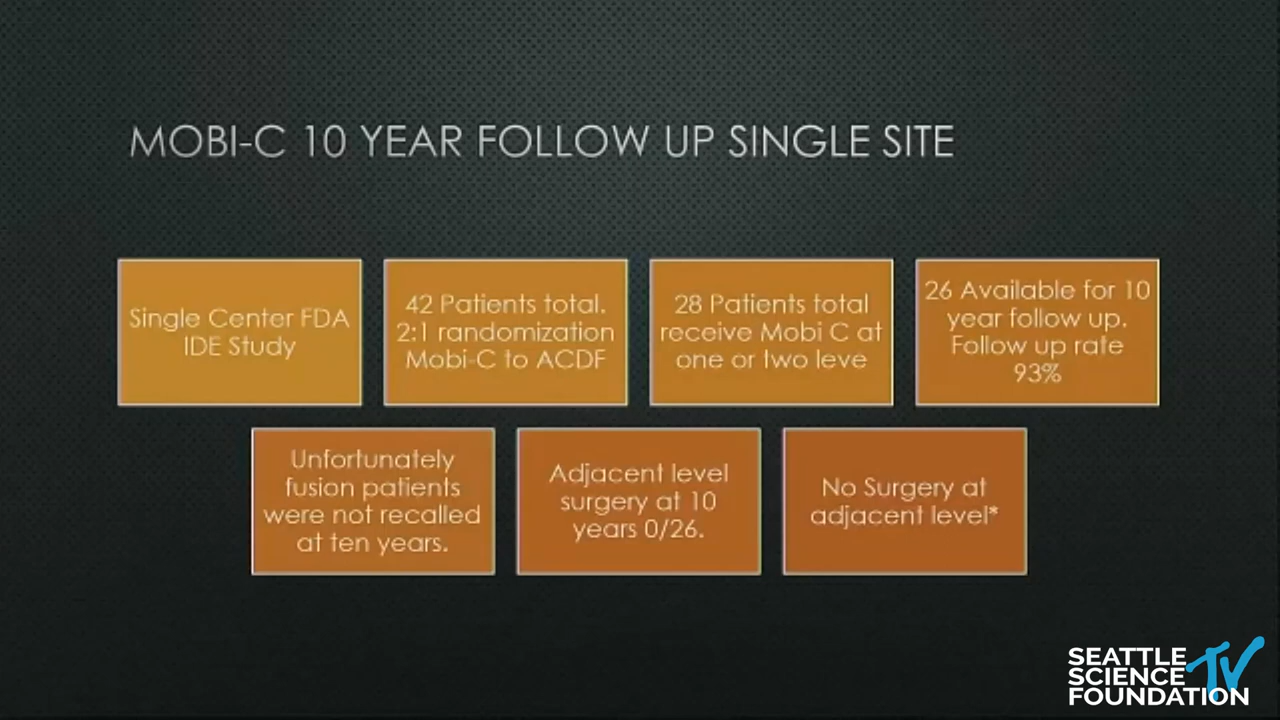 MOBI-C 10 YEAR FOLLOW UP SINGLE SITE
Single Center FDA
IDE Study
42 Patients total.
2:1 randomization
Mobi-C to ACDF
28 Patients total
receive Mobi C at
one or two leve
26 Available for 10
year follow up.
Follow up rate
93%
Unfortunately
fusion patients
were not recalled
at ten years.
Adjacent level
surgery at 10
years 0/26.
No Surgery at
adjacent level*
SEATTLE
SCIENCE
FOUNDATION
TV